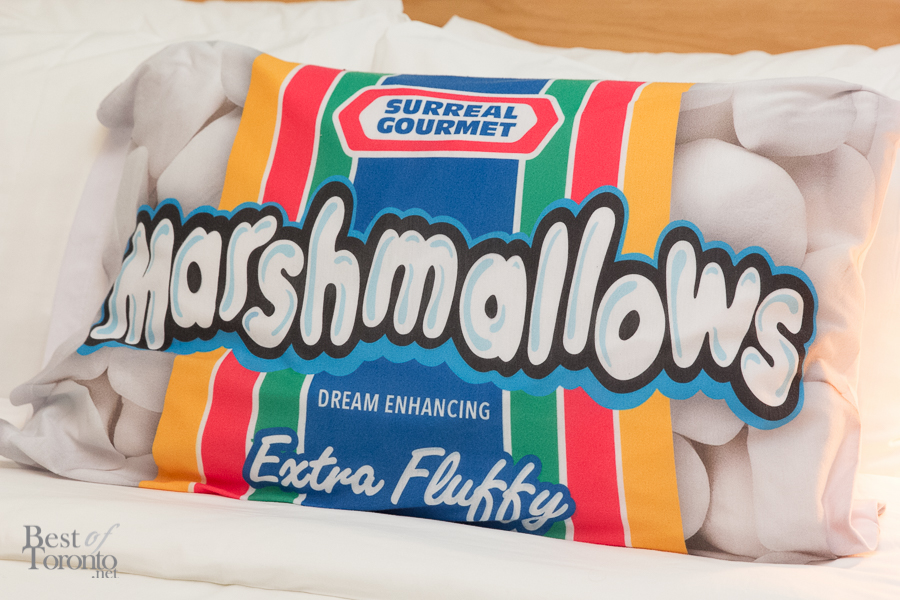 SURREAL
GOURMET
Marshmallows
DREAM ENHANCING
Extra Fluffy
Best of
Toronto
.net